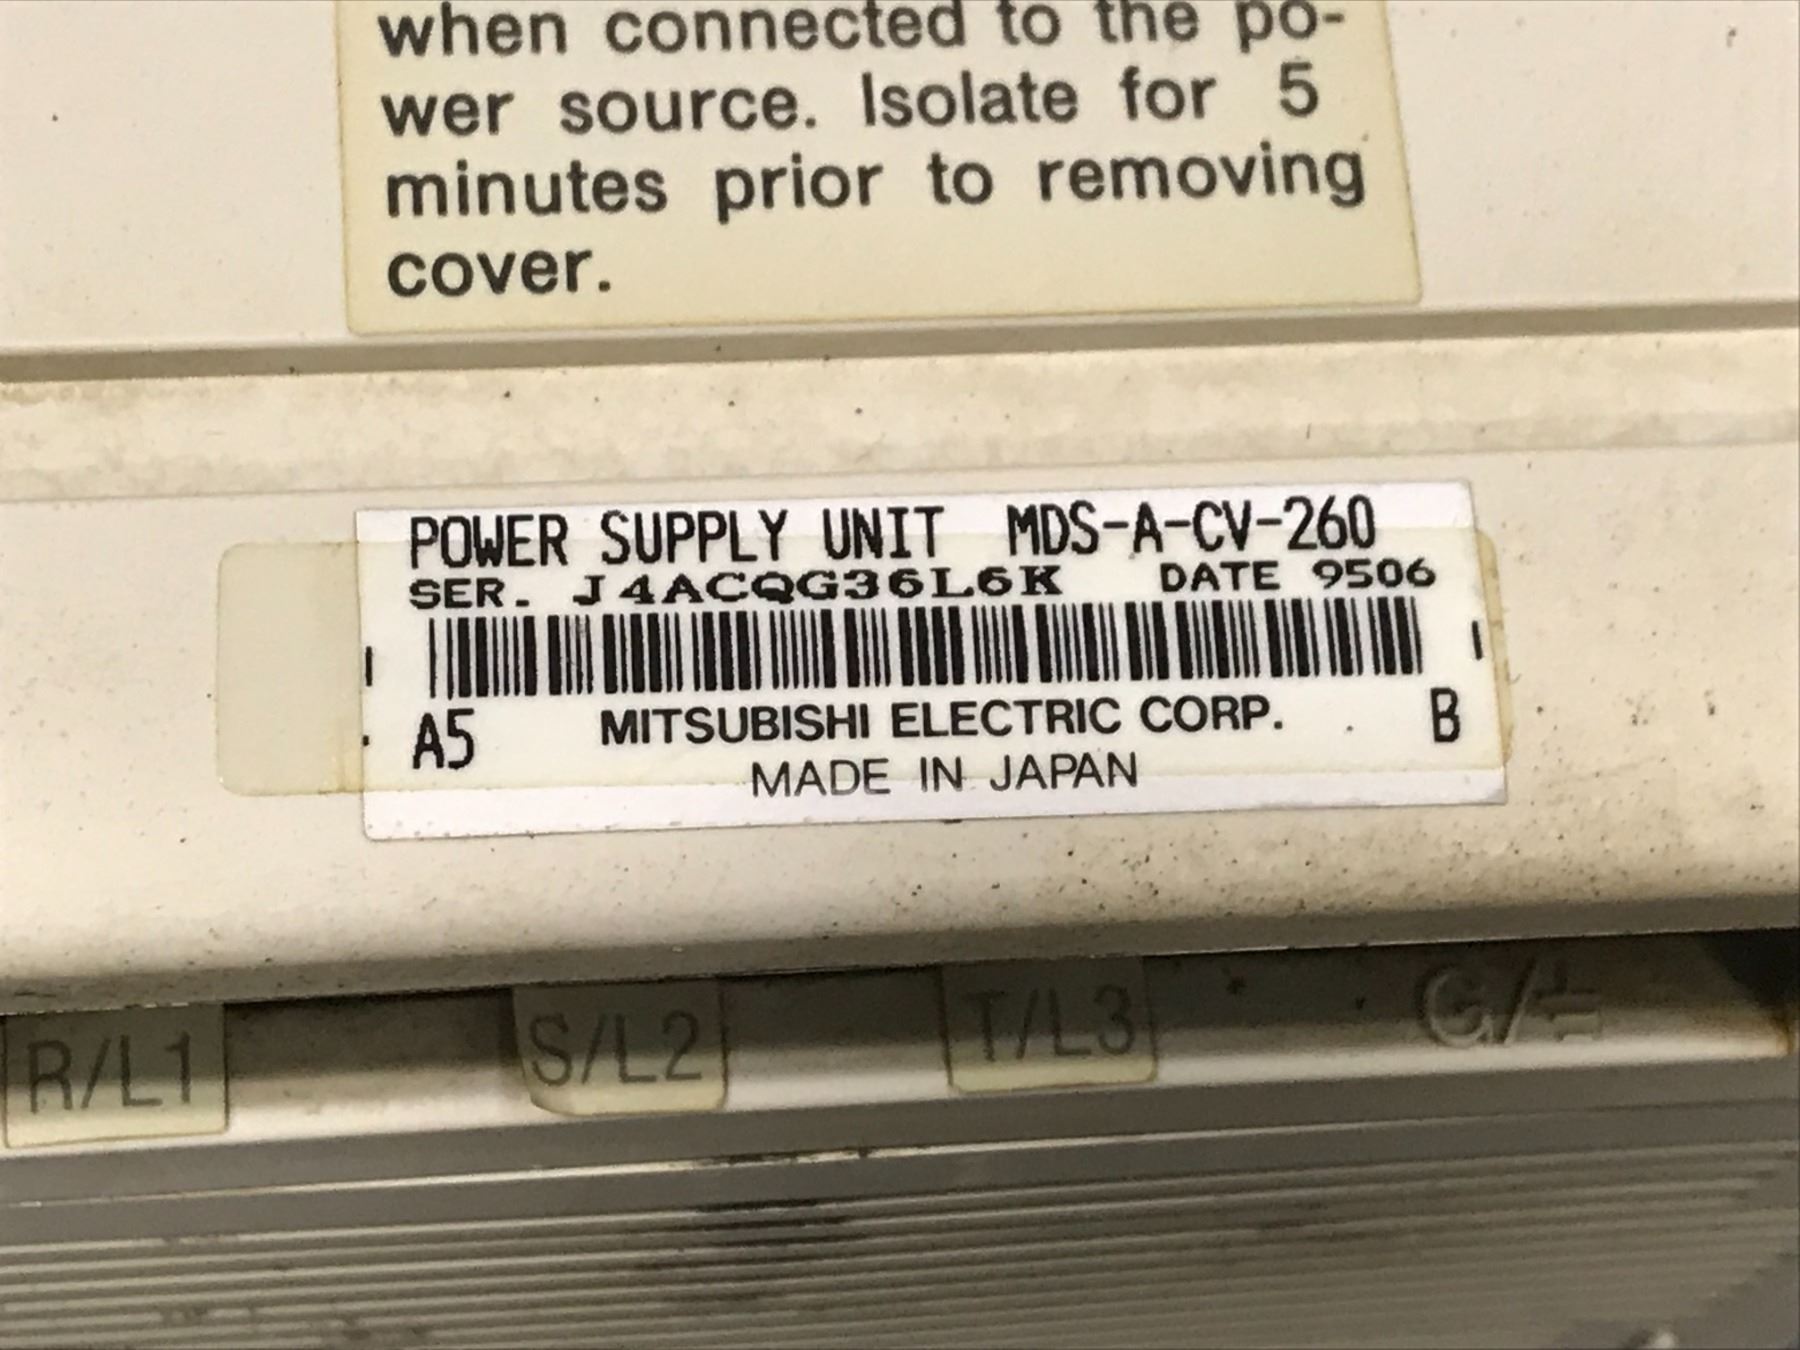 when connected to the po-
wer source. Isolate for 5
minutes prior to removing
cover.
POWER SUPPLY UNIT MDS-A-CV-260
SER. J4ACQG36L6K DATE 9506
A5 MITSUBISHI ELECTRIC CORP. B
MADE IN JAPAN
R/L1 S/L2 T/L3 G/⏚